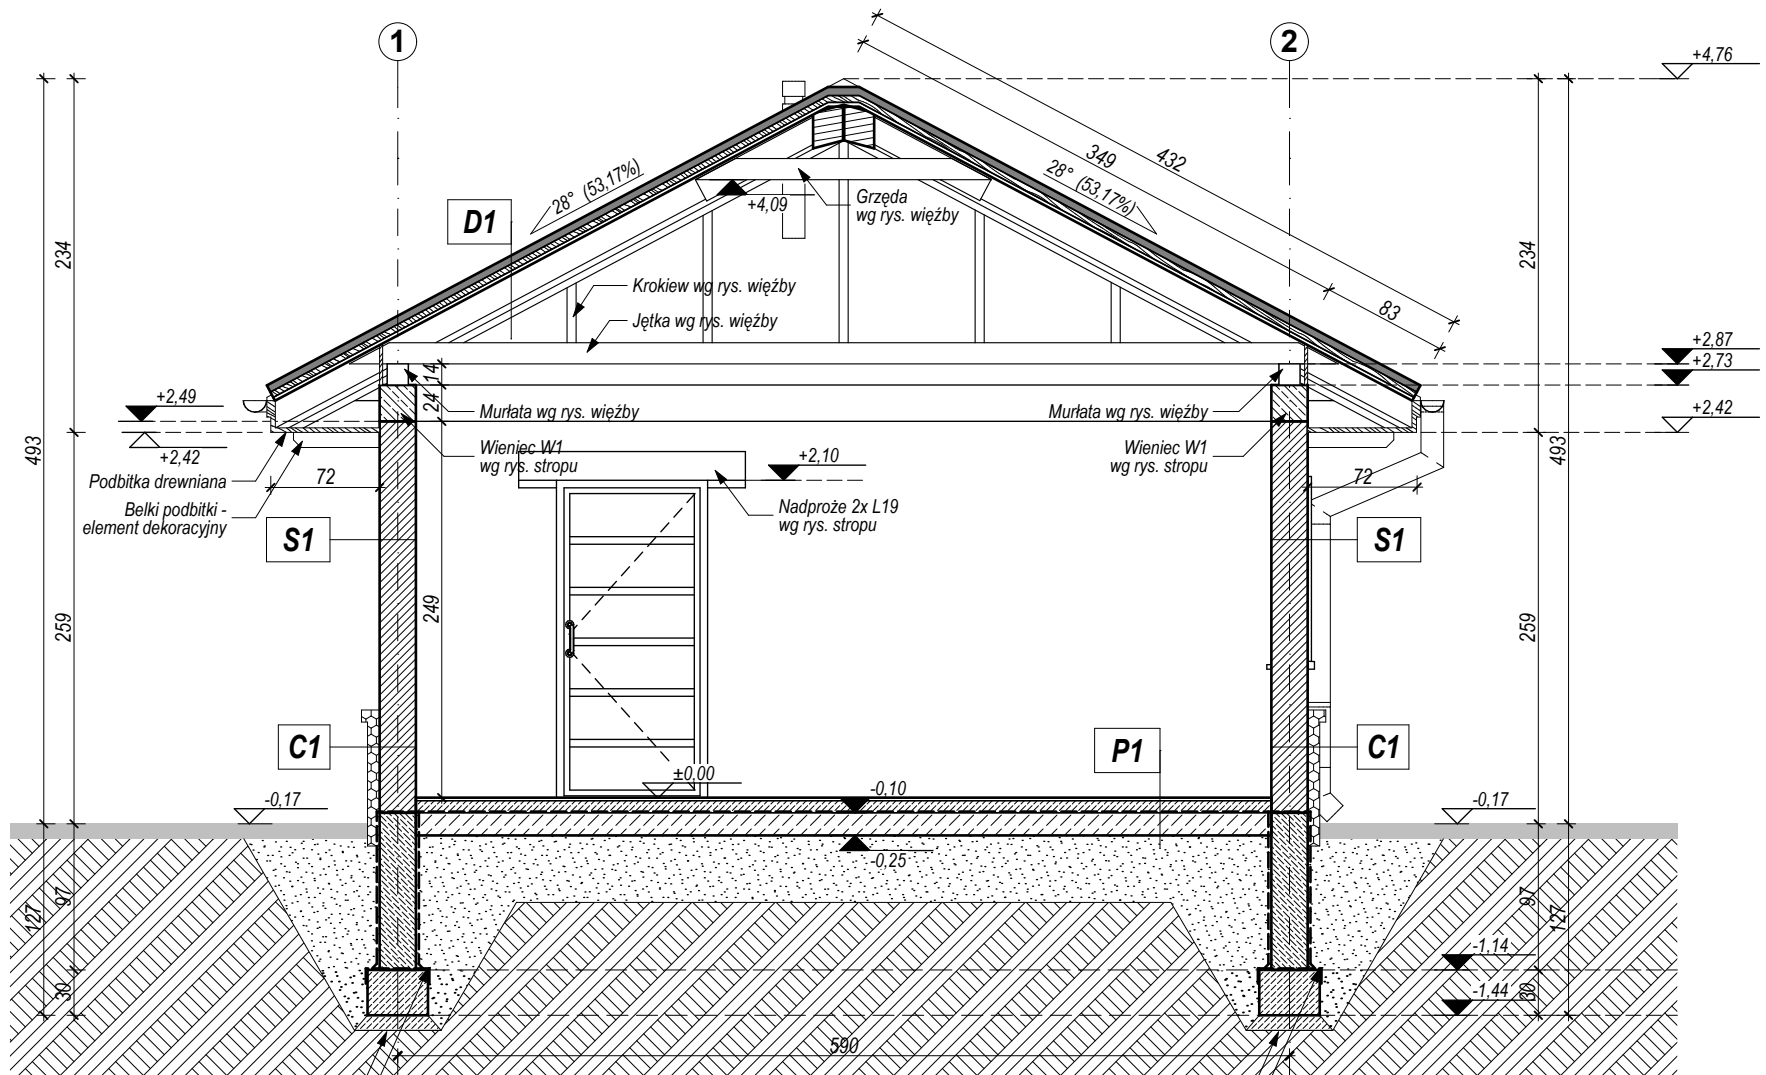 1
2
+4,76
432
349
28° (53,17%)
28° (53,17%)
+4,09
Grzęda
wg rys. więźby
D1
234
234
Krokiew wg rys. więźby
Jętka wg rys. więźby
83
+2,87
+2,73
14
24
+2,49
+2,42
+2,42
Murłata wg rys. więźby
Murłata wg rys. więźby
Wieniec W1
wg rys. stropu
Wieniec W1
wg rys. stropu
493
493
+2,10
Podbitka drewniana
72
72
Belki podbitki -
element dekoracyjny
Nadproże 2x L19
wg rys. stropu
S1
S1
249
259
259
C1
P1
C1
±0,00
-0,10
-0,17
-0,17
-0,25
97
97
127
127
-1,14
30
-1,44
30
590